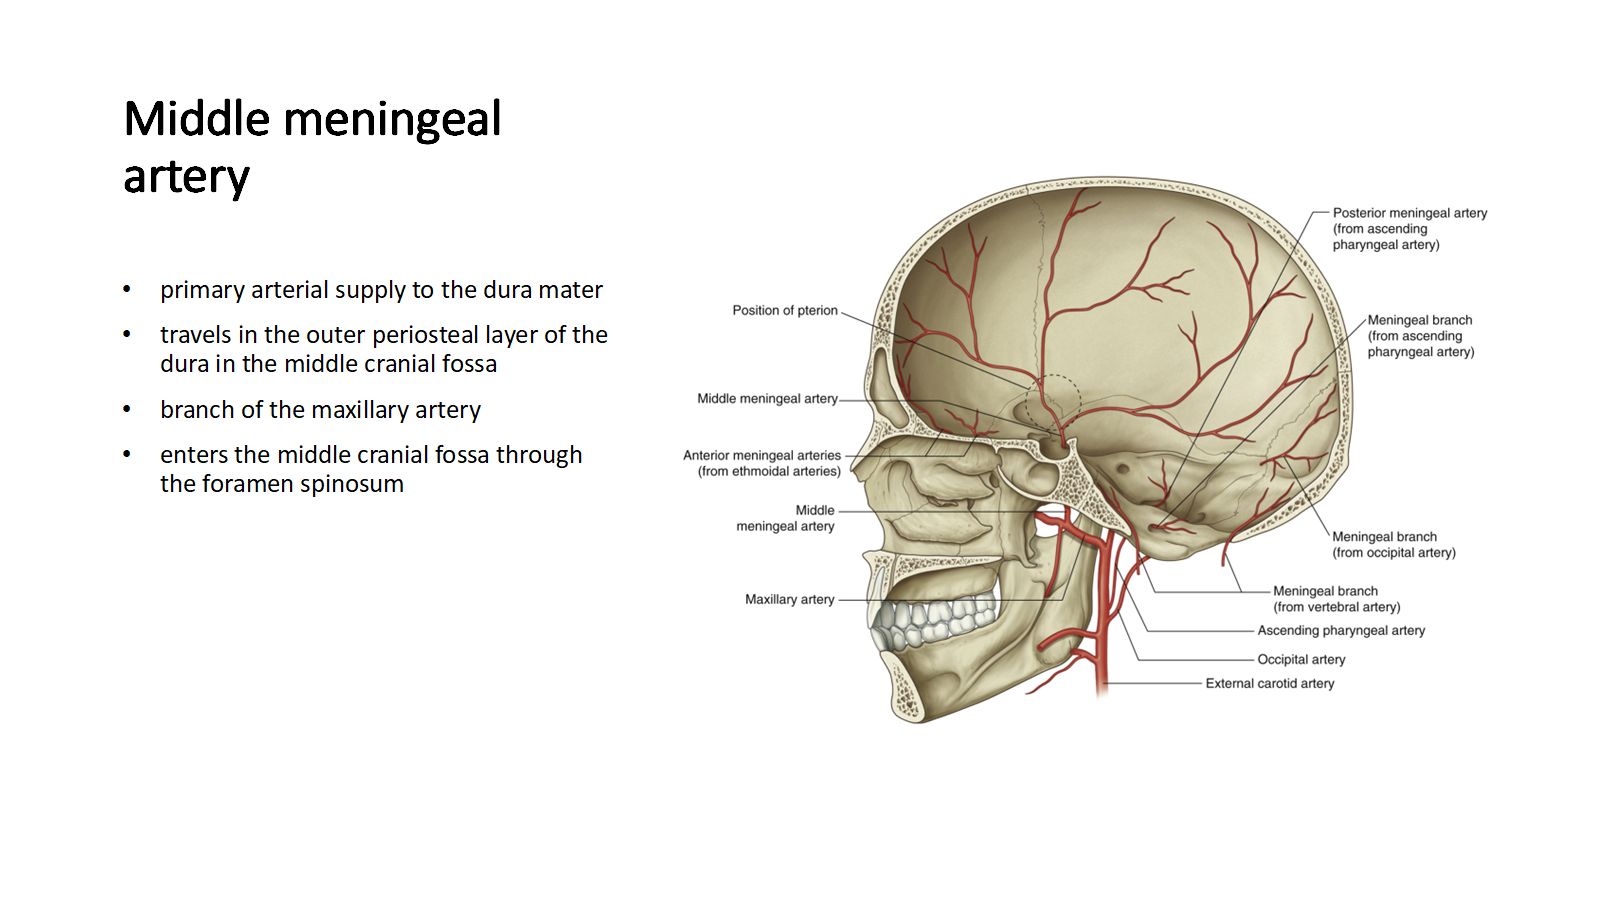 Middle meningeal
artery
• primary arterial supply to the dura mater
• travels in the outer periosteal layer of the
dura in the middle cranial fossa
• branch of the maxillary artery
• enters the middle cranial fossa through
the foramen spinosum
Position of pterion
Middle meningeal artery
Anterior meningeal arteries
(from ethmoidal arteries)
Middle
meningeal artery
Maxillary artery
Posterior meningeal artery
(from ascending
pharyngeal artery)
Meningeal branch
(from ascending
pharyngeal artery)
Meningeal branch
(from occipital artery)
Meningeal branch
(from vertebral artery)
Ascending pharyngeal artery
Occipital artery
External carotid artery